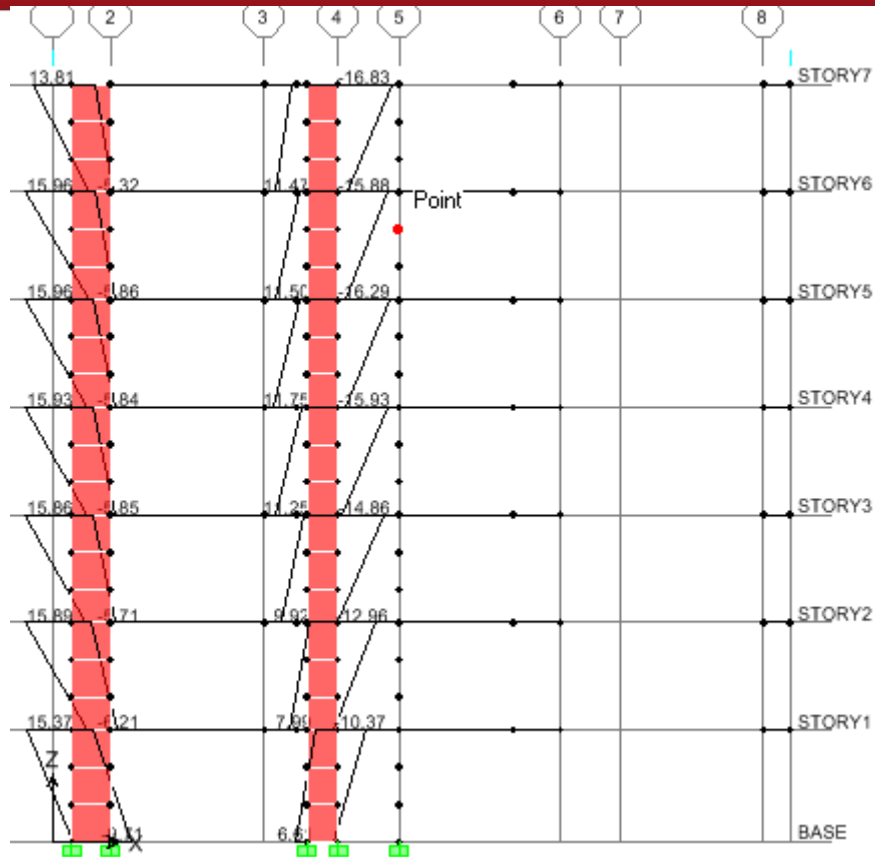 2 3 4 5 6 7 8
13.81 -16.83 STORY7
15.96 -15.88 STORY6
Point
15.96 -16.29 STORY5
15.93 -15.93 STORY4
15.86 -14.86 STORY3
15.89 9.92 -12.96 STORY2
15.37 7.99 -10.37 STORY1
Z
X BASE